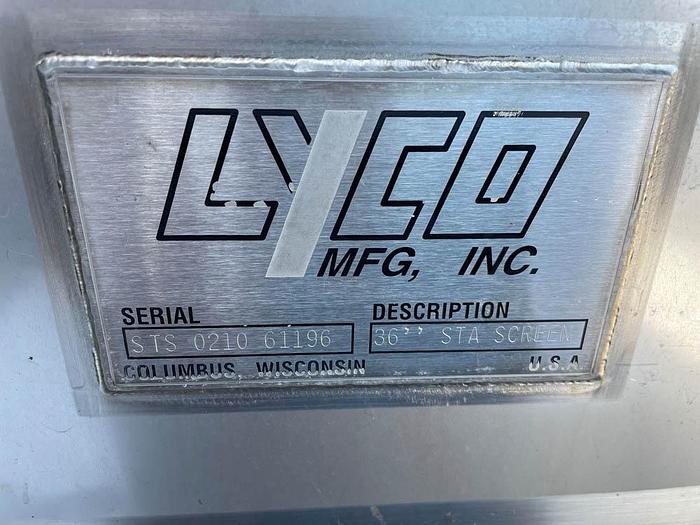 LYCO
MFG, INC.
SERIAL DESCRIPTION
STS 0210 61196 36’’ STA SCREEN
COLUMBUS, WISCONSIN U.S.A